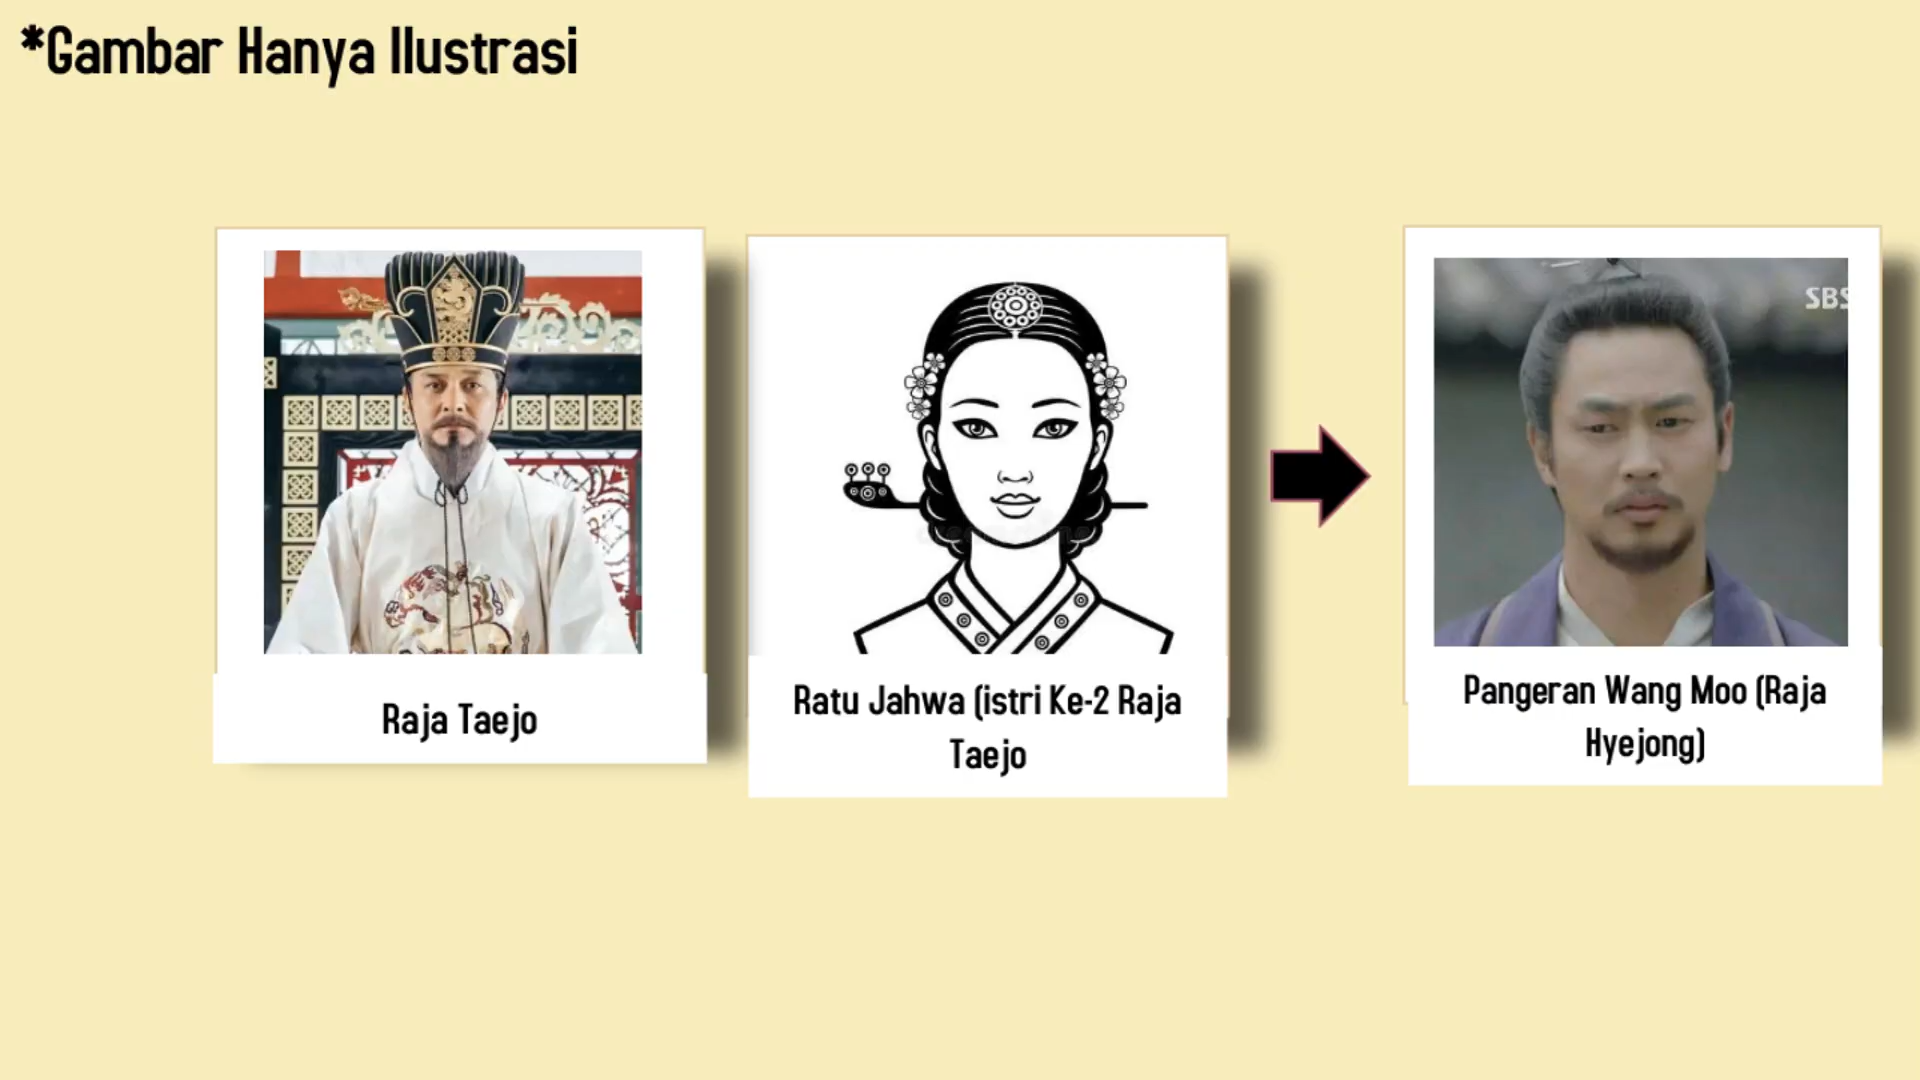 *Gambar Hanya Ilustrasi
SBS
Raja Taejo
Ratu Jahwa (istri Ke-2 Raja
Taejo
Pangeran Wang Moo (Raja
Hyejong)